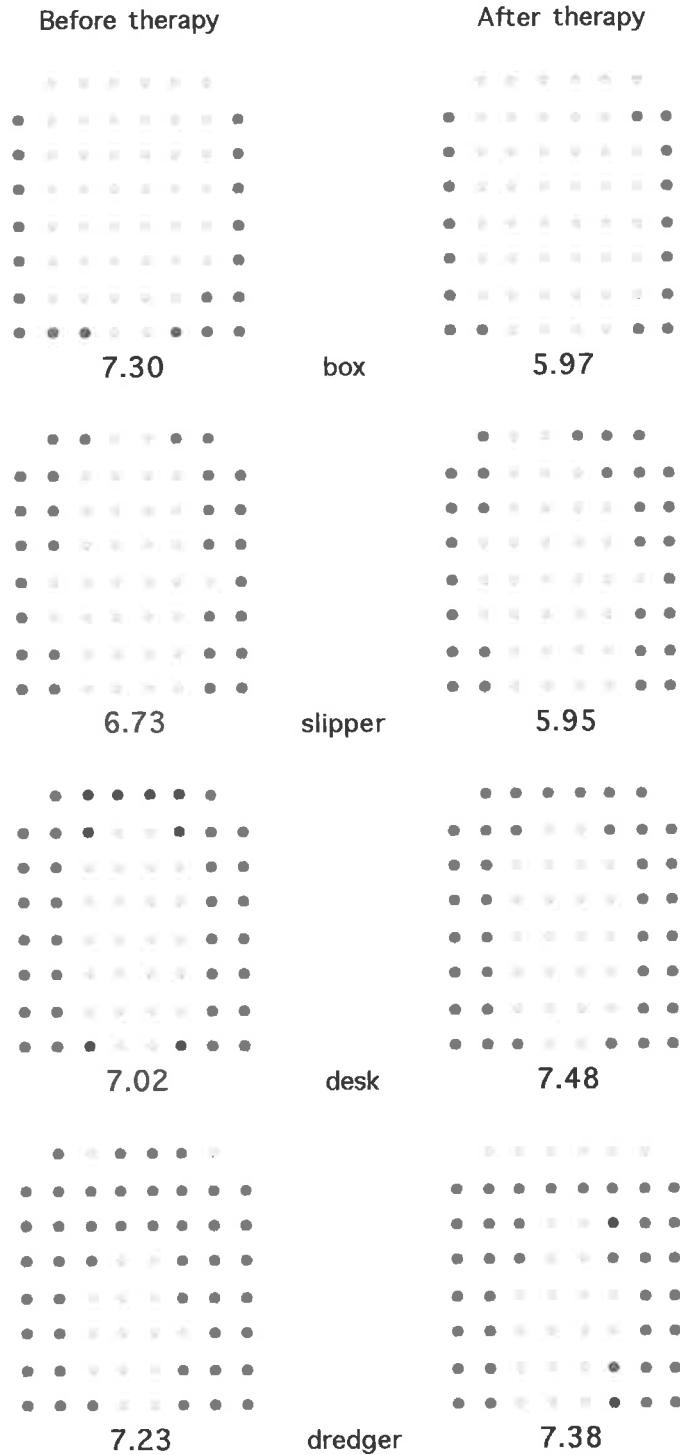 Before therapy After therapy
7.30 box 5.97
6.73 slipper 5.95
7.02 desk 7.48
7.23 dredger 7.38